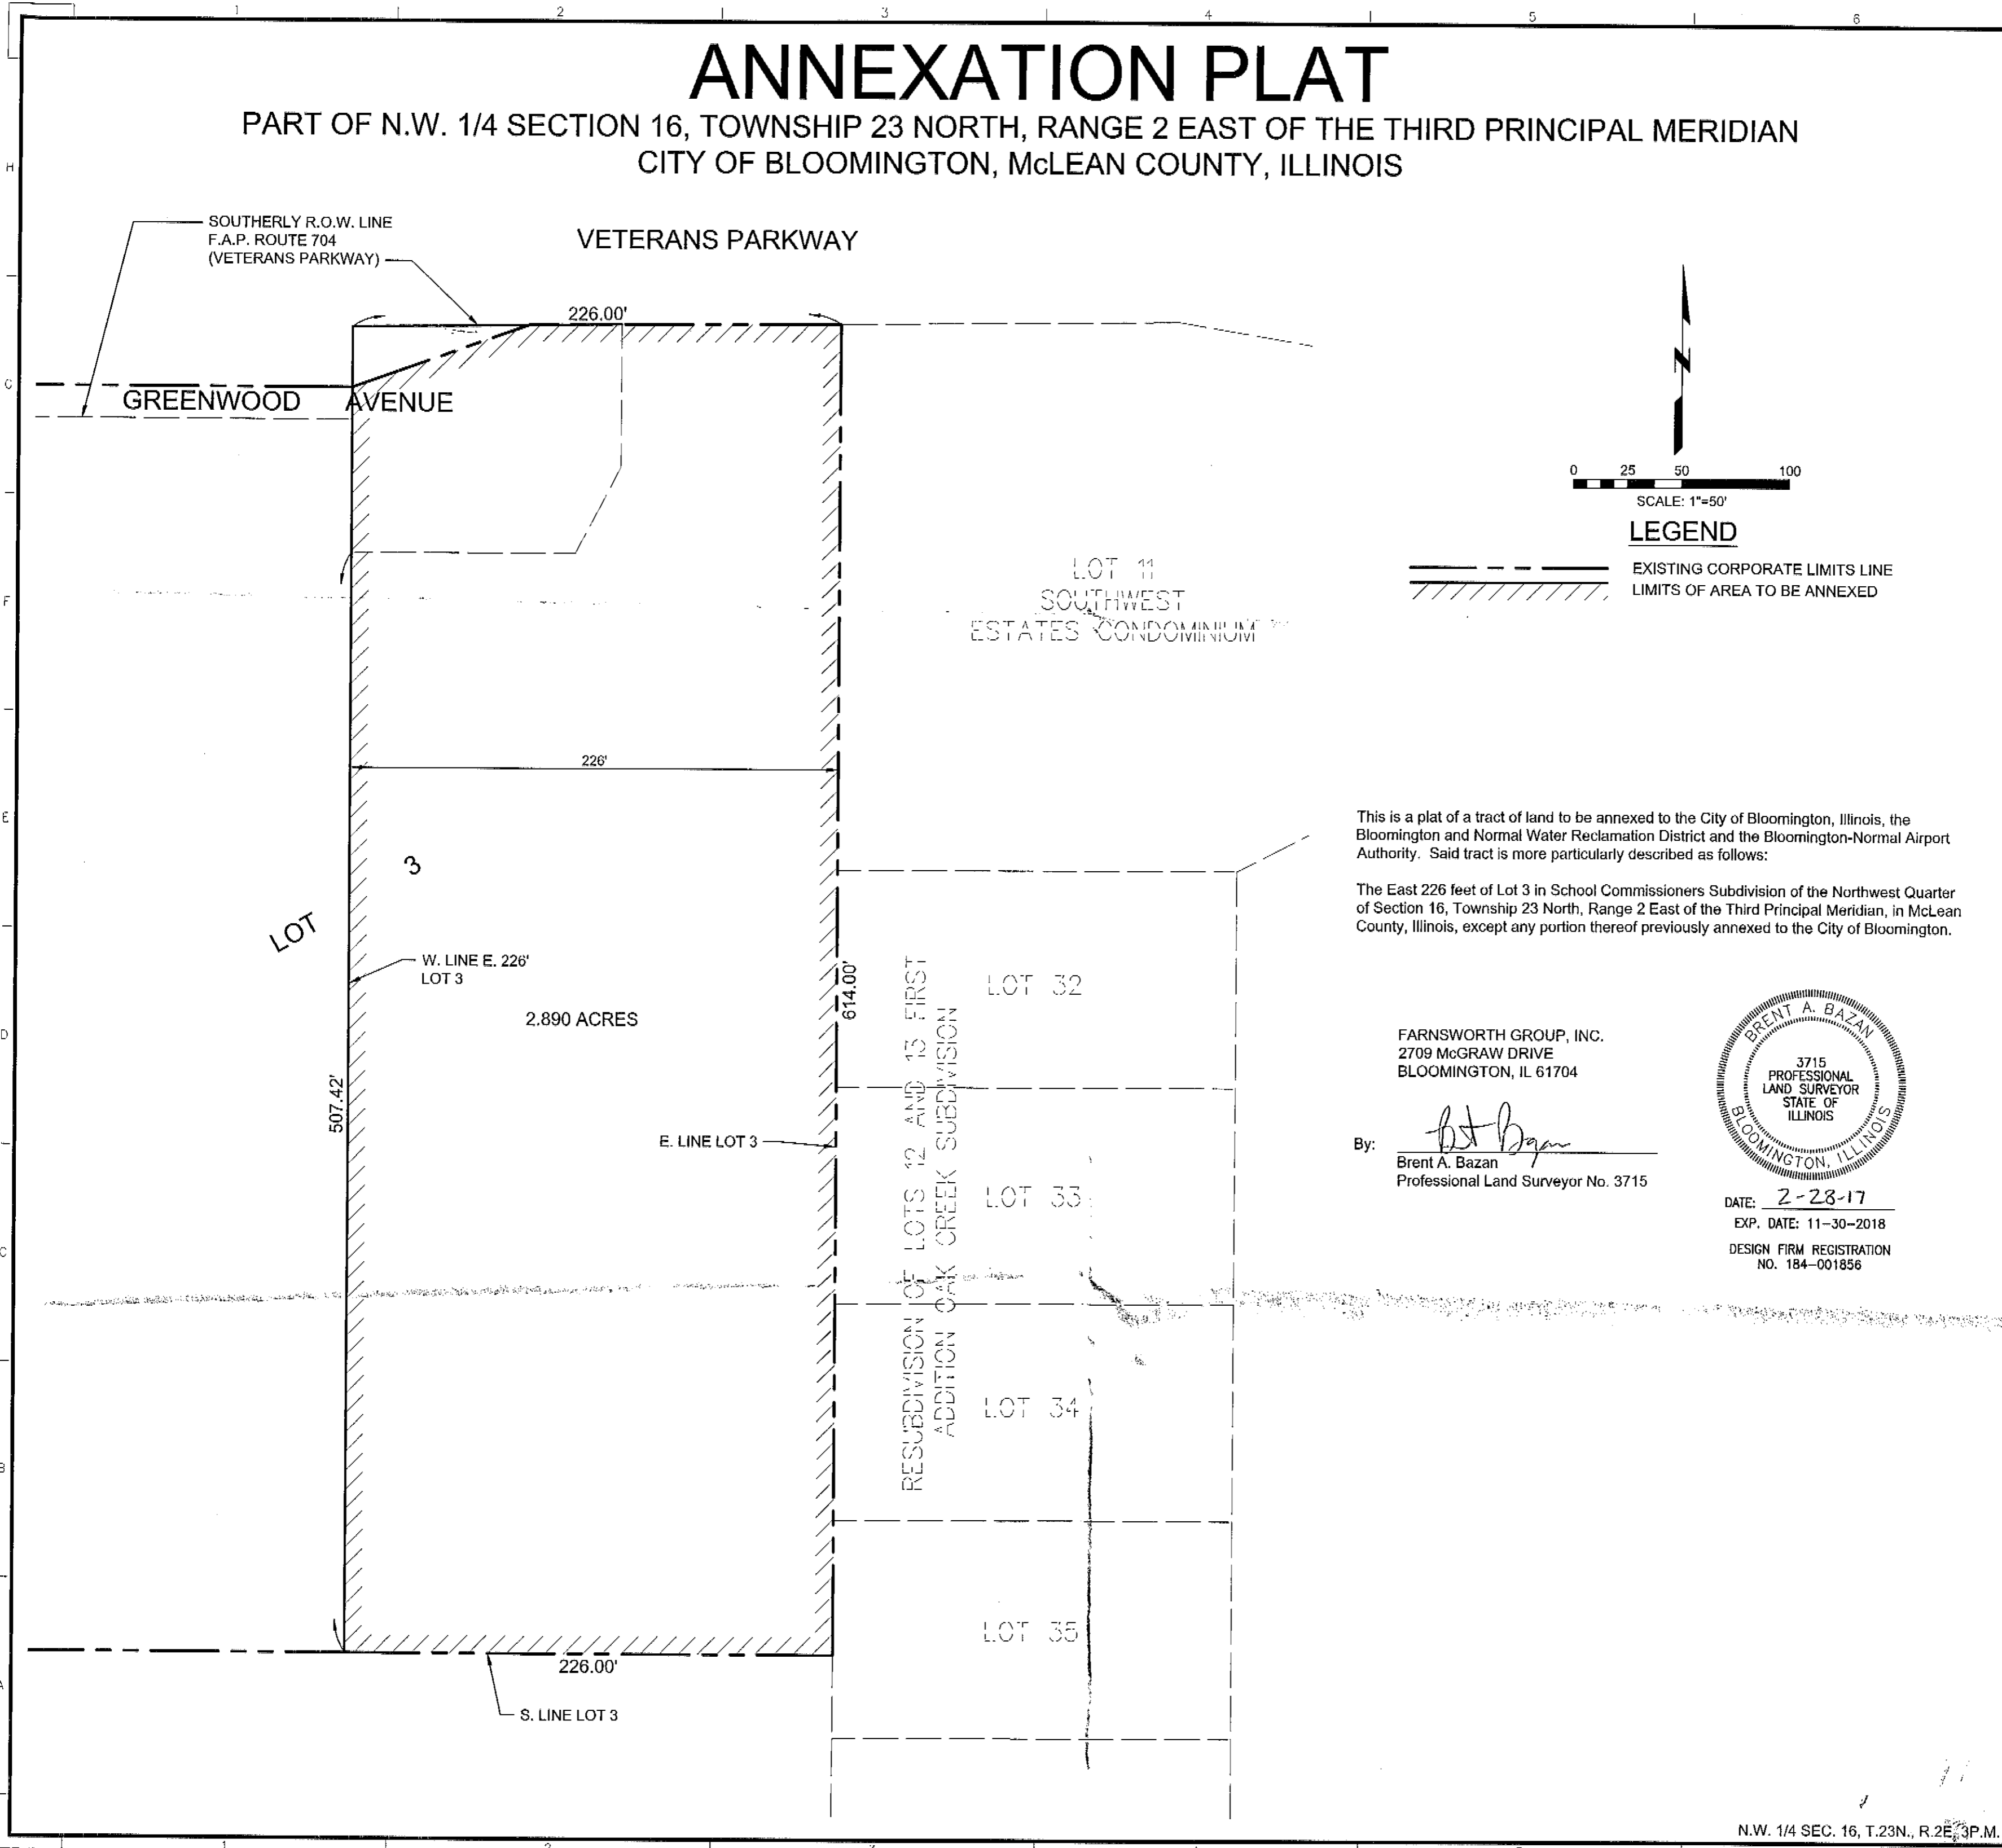 1 2 3 4 5 6
ANNEXATION PLAT
PART OF N.W. 1/4 SECTION 16, TOWNSHIP 23 NORTH, RANGE 2 EAST OF THE THIRD PRINCIPAL MERIDIAN
CITY OF BLOOMINGTON, McLEAN COUNTY, ILLINOIS
H
SOUTHERLY R.O.W. LINE
F.A.P. ROUTE 704
(VETERANS PARKWAY)
VETERANS PARKWAY
226.00'
GREENWOOD AVENUE
N
0 25 50 100
SCALE: 1"=50'
LEGEND
EXISTING CORPORATE LIMITS LINE
LIMITS OF AREA TO BE ANNEXED
F
LOT 11
SOUTHWEST
ESTATES CONDOMINIUM
226'
E
This is a plat of a tract of land to be annexed to the City of Bloomington, Illinois, the
Bloomington and Normal Water Reclamation District and the Bloomington-Normal Airport
Authority. Said tract is more particularly described as follows:
The East 226 feet of Lot 3 in School Commissioners Subdivision of the Northwest Quarter
of Section 16, Township 23 North, Range 2 East of the Third Principal Meridian, in McLean
County, Illinois, except any portion thereof previously annexed to the City of Bloomington.
LOT 3
W. LINE E. 226'
LOT 3
2.890 ACRES
614.00'
507.42'
E. LINE LOT 3
D
RESUBDIVISION OF LOTS 12 AND 13 FIRST
ADDITION OAK CREEK SUBDIVISION
LOT 32
LOT 33
LOT 34
LOT 35
FARNSWORTH GROUP, INC.
2709 McGRAW DRIVE
BLOOMINGTON, IL 61704
By:
Brent A. Bazan
Professional Land Surveyor No. 3715
BRENT A. BAZAN
3715
PROFESSIONAL
LAND SURVEYOR
STATE OF
ILLINOIS
BLOOMINGTON, ILLINOIS
DATE: 2-28-17
EXP. DATE: 11-30-2018
DESIGN FIRM REGISTRATION
NO. 184-001856
C
B
226.00'
S. LINE LOT 3
N.W. 1/4 SEC. 16, T.23N., R.2E, 3P.M.